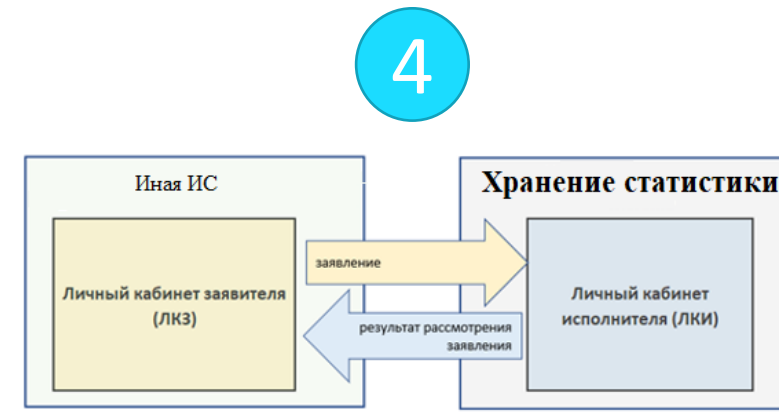 4
Иная ИС
Хранение статистики
заявление
Личный кабинет заявителя
(ЛКЗ)
Личный кабинет
исполнителя (ЛКИ)
результат рассмотрения
заявления